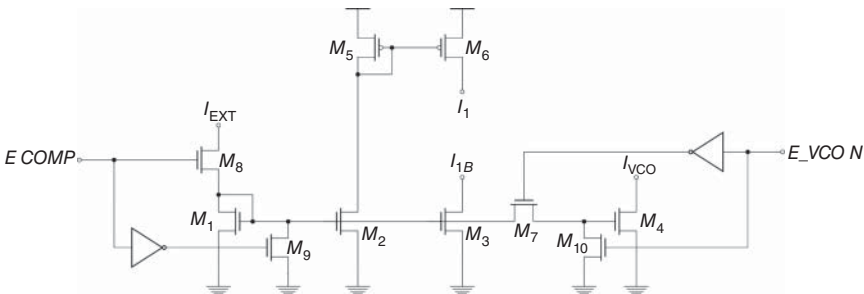 M5
M6
IEXT
I1
E COMP
M8
I1B
IVCO
E_VCO N
M1
M9
M2
M3
M7
M10
M4